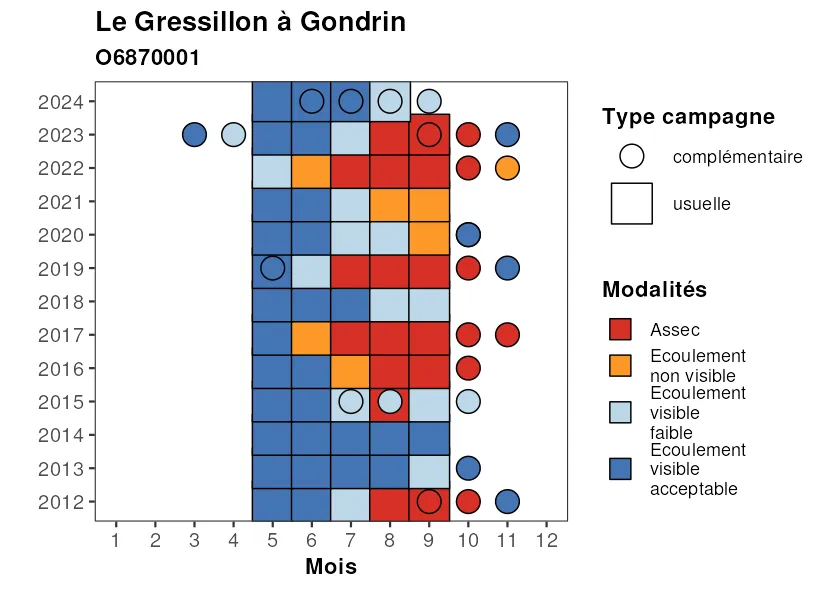 Le Gressillon à Gondrin
O6870001
2024
2023
2022
2021
2020
2019
2018
2017
2016
2015
2014
2013
2012
1 2 3 4 5 6 7 8 9 10 11 12
Mois
Type campagne
complémentaire
usuelle
Modalités
Assec
Ecoulement
non visible
Ecoulement
visible
faible
Ecoulement
visible
acceptable